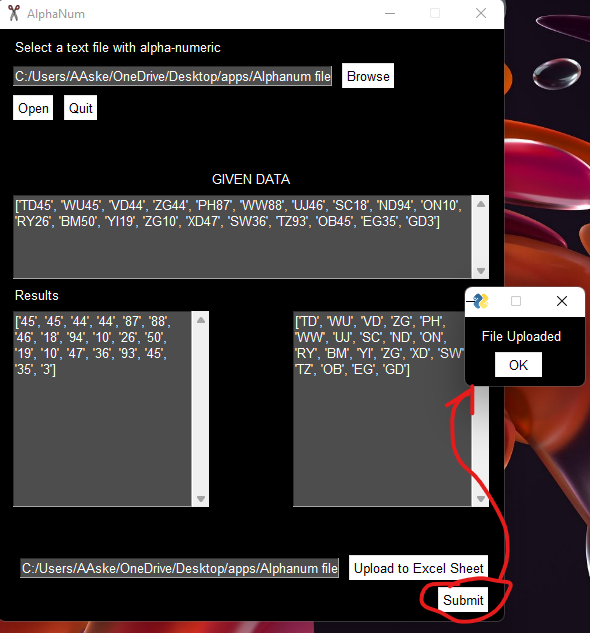 AlphaNum
Select a text file with alpha-numeric
C:/Users/AAske/OneDrive/Desktop/apps/Alphanum file
Browse
Open
Quit
GIVEN DATA
['TD45', 'WU45', 'VD44', 'ZG44', 'PH87', 'WW88', 'UJ46', 'SC18', 'ND94', 'ON10',
'RY26', 'BM50', 'YI19', 'ZG10', 'XD47', 'SW36', 'TZ93', 'OB45', 'EG35', 'GD3']
Results
['45', '45', '44', '44', '87', '88',
'46', '18', '94', '10', '26', '50',
'19', '10', '47', '36', '93', '45',
'35', '3']
['TD', 'WU', 'VD', 'ZG', 'PH',
'WW', 'UJ', 'SC', 'ND', 'ON',
'RY', 'BM', 'YI', 'ZG', 'XD', 'SW'
'TZ', 'OB', 'EG', 'GD']
File Uploaded
OK
C:/Users/AAske/OneDrive/Desktop/apps/Alphanum file
Upload to Excel Sheet
Submit